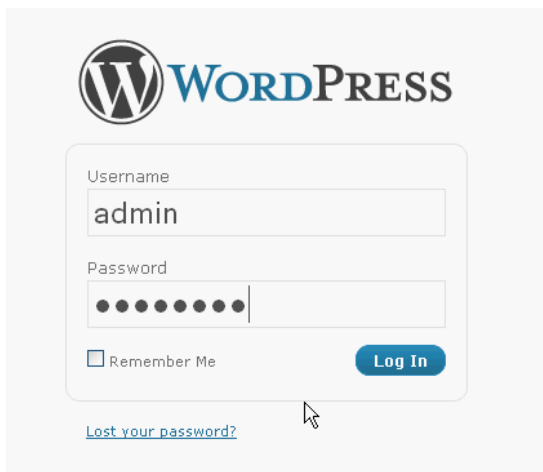 WORDPRESS
Username
admin
Password
••••••••
Remember Me
Log In
Lost your password?